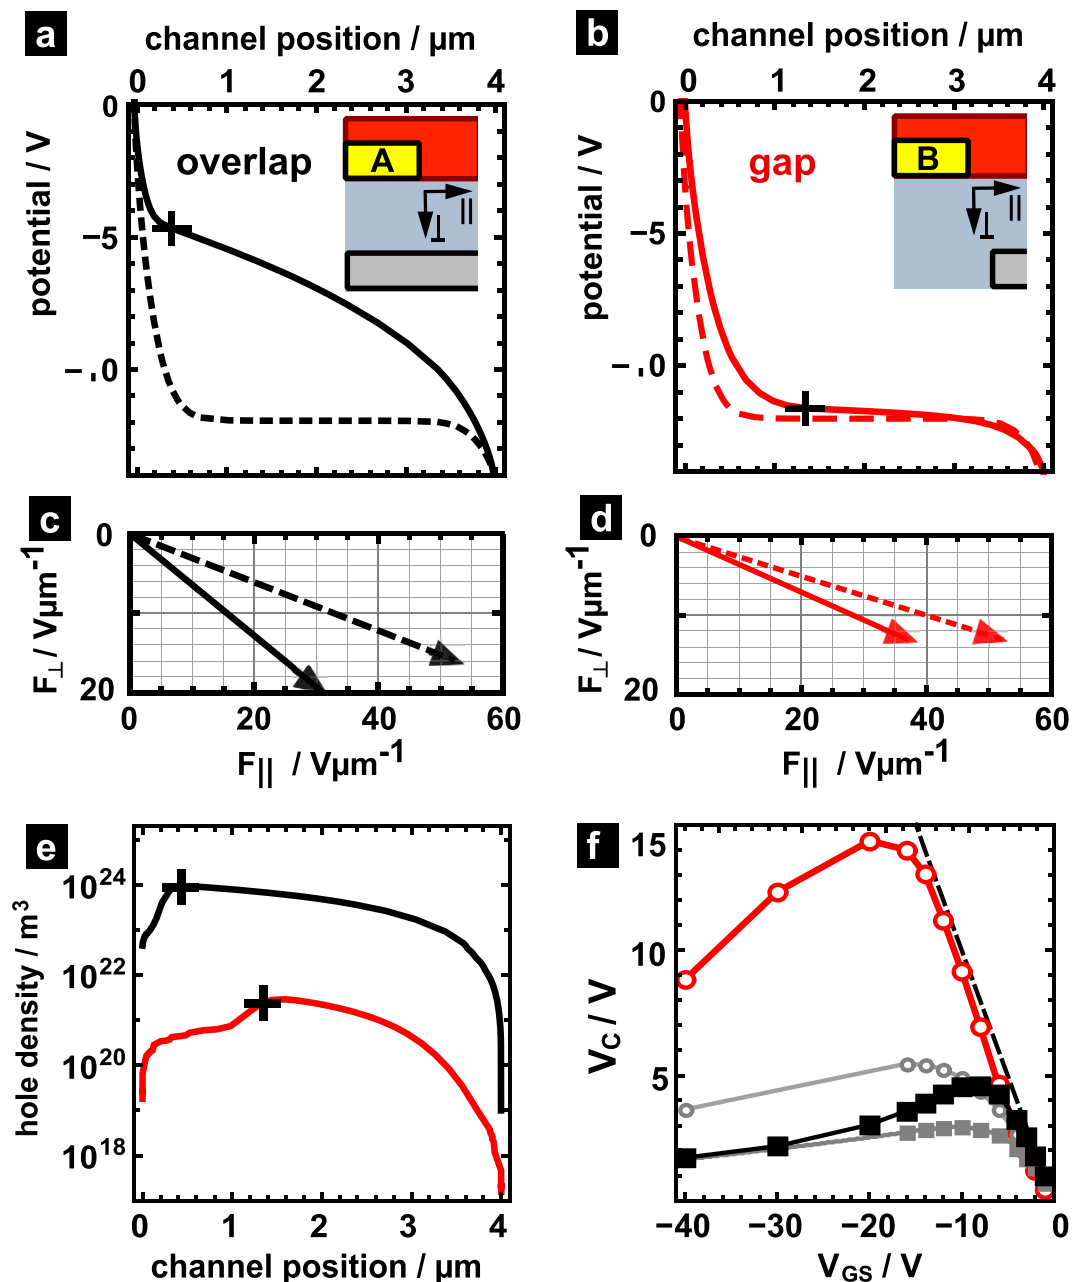 a
channel position / µm
0 1 2 3 4
0
−5
−.0
potential / V
overlap
A
||
⊥
b
channel position / µm
0 1 2 3 4
0
−5
−.0
potential / V
gap
B
||
⊥
c
0
20
F⊥ / Vµm-1
0 20 40 60
F|| / Vµm-1
d
0
20
F⊥ / Vµm-1
0 20 40 60
F|| / Vµm-1
e
10^24
10^22
10^20
10^18
hole density / m^3
0 1 2 3 4
channel position / µm
f
15
10
5
V_C / V
−40 −30 −20 −10 0
V_GS / V